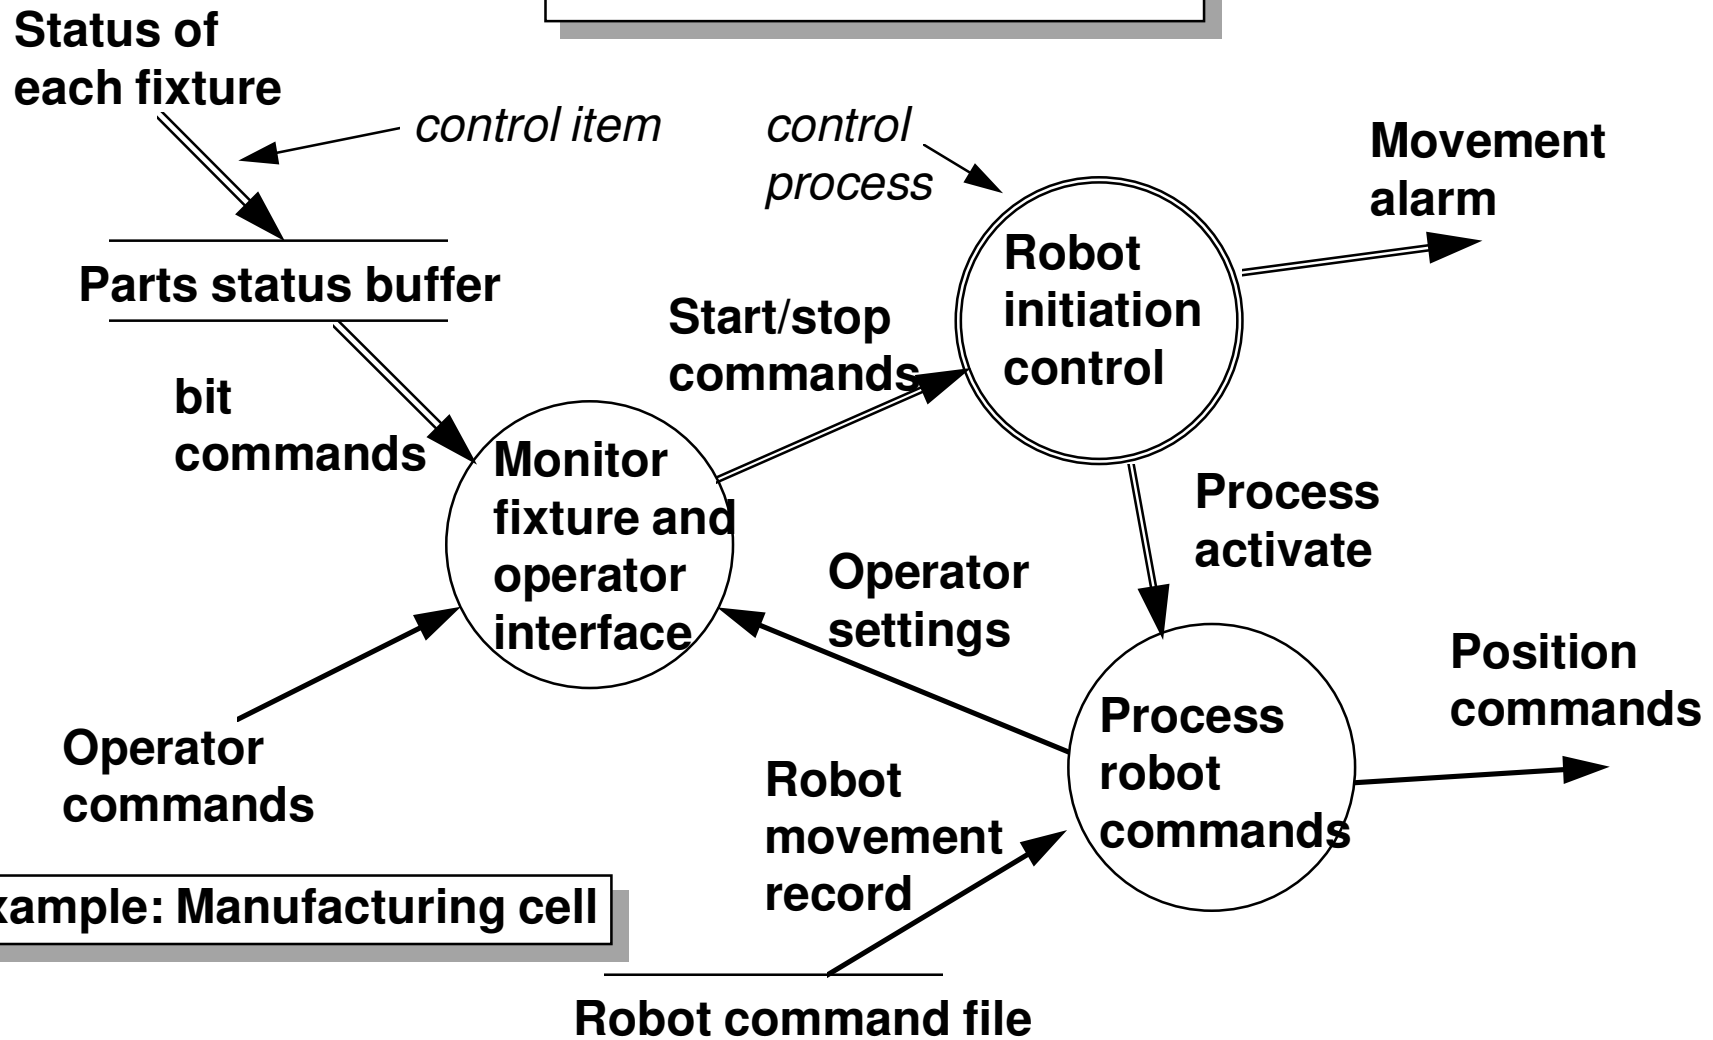 Status of
each fixture
control item
control
process
Movement
alarm
Parts status buffer
Robot
initiation
control
Start/stop
commands
bit
commands
Monitor
fixture and
operator
interface
Process
activate
Operator
settings
Position
commands
Process
robot
commands
Operator
commands
Robot
movement
record
xample: Manufacturing cell
Robot command file